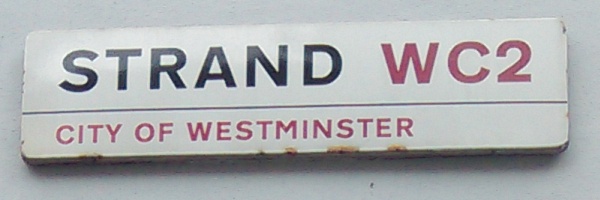 STRAND WC2
CITY OF WESTMINSTER